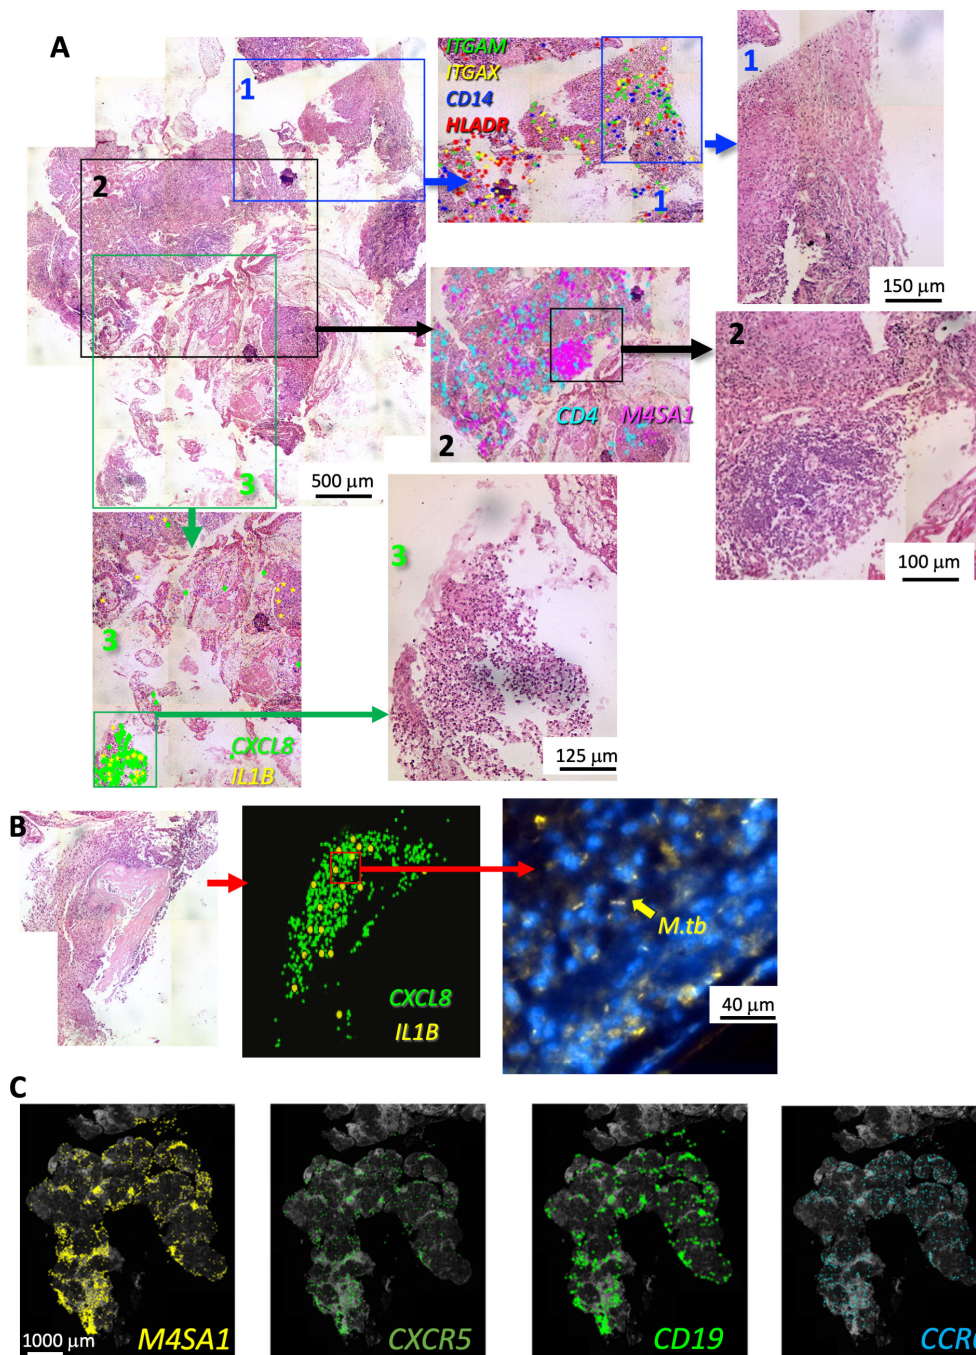 A
1
2
3
500 µm
ITGAM
ITGAX
CD14
HLADR
1
1
150 µm
CD4 M4SA1
2
2
100 µm
3
CXCL8
IL1B
3
125 µm
B
CXCL8
IL1B
M.tb
40 µm
C
1000 µm
M4SA1
CXCR5
CD19